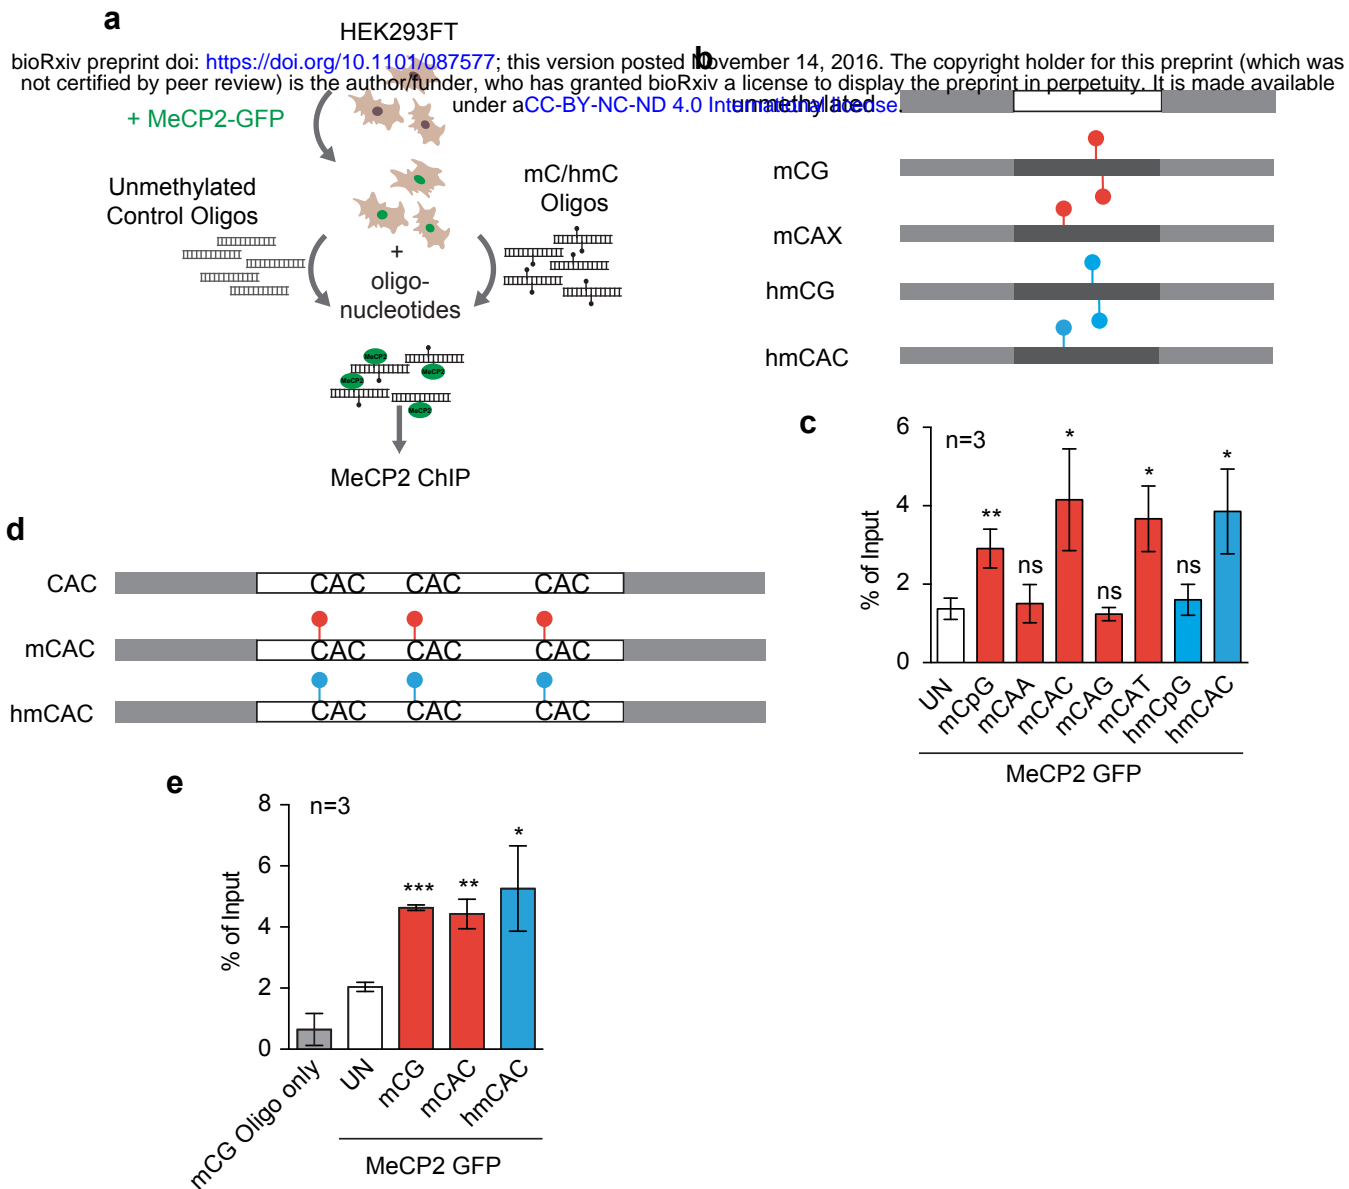 a
HEK293FT
bioRxiv preprint doi: https://doi.org/10.1101/087577; this version posted November 14, 2016. The copyright holder for this preprint (which was
not certified by peer review) is the author/funder, who has granted bioRxiv a license to display the preprint in perpetuity. It is made available
under aCC-BY-NC-ND 4.0 International license.
+ MeCP2-GFP
Unmethylated
Control Oligos
mC/hmC
Oligos
+
oligo-
nucleotides
MeCP2
MeCP2
MeCP2
MeCP2
MeCP2 ChIP
b
unmethylated
mCG
mCAX
hmCG
hmCAC
c
n=3
% of Input
6
4
2
0
**
ns
*
ns
*
ns
*
UN
mCpG
mCAA
mCAC
mCAG
mCAT
hmCpG
hmCAC
MeCP2 GFP
d
CAC CAC CAC CAC
mCAC CAC CAC CAC
hmCAC CAC CAC CAC
e
n=3
% of Input
8
6
4
2
0
***
**
*
mCG Oligo only
UN
mCG
mCAC
hmCAC
MeCP2 GFP